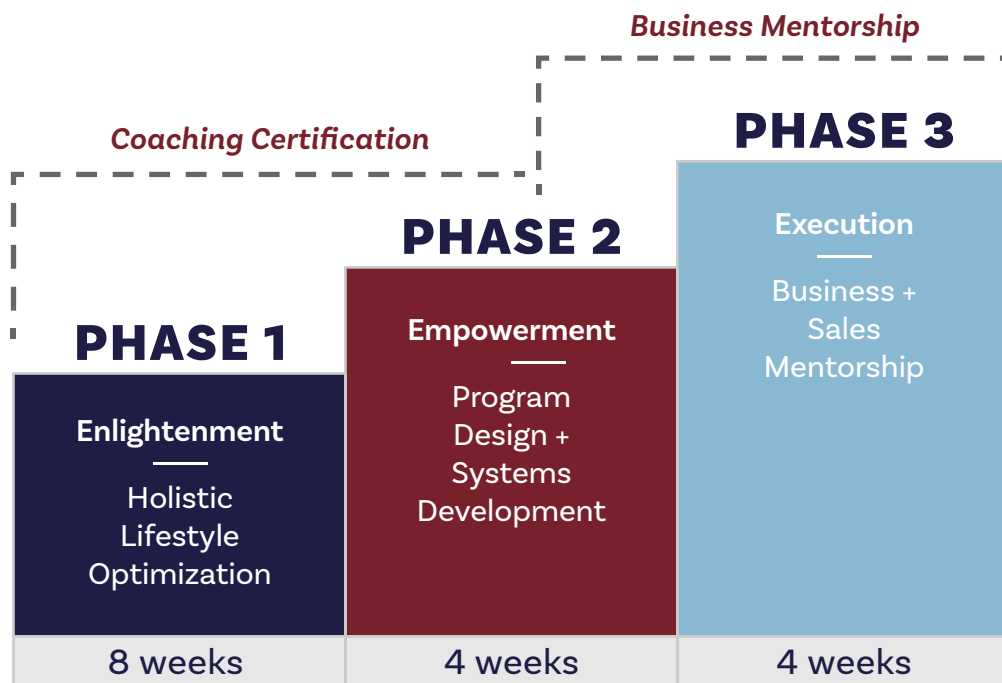 Business Mentorship
Coaching Certification
PHASE 1
Enlightenment
Holistic
Lifestyle
Optimization
8 weeks
PHASE 2
Empowerment
Program
Design +
Systems
Development
4 weeks
PHASE 3
Execution
Business +
Sales
Mentorship
4 weeks